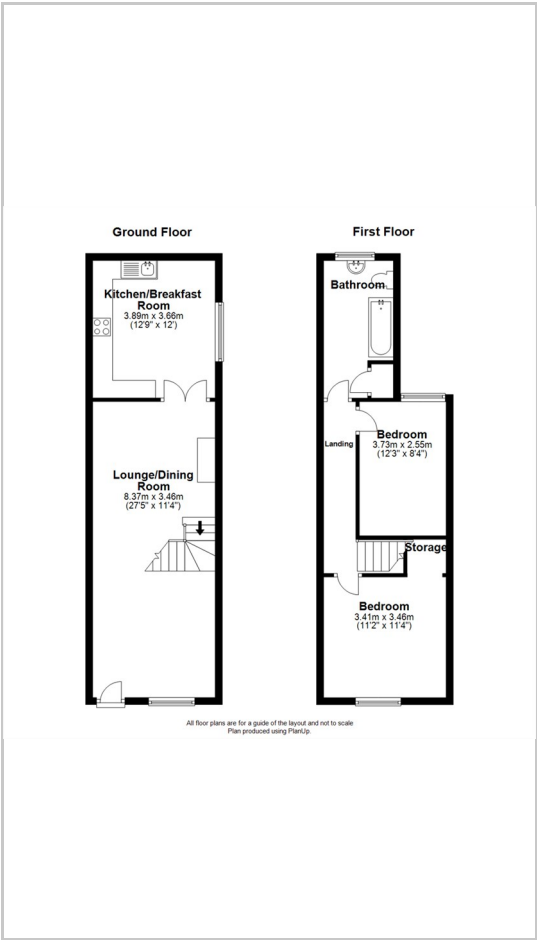 Ground Floor
Kitchen/Breakfast
Room
3.89m x 3.66m
(12'9" x 12')
Lounge/Dining
Room
8.37m x 3.46m
(27'5" x 11'4")
First Floor
Bathroom
Landing
Bedroom
3.73m x 2.55m
(12'3" x 8'4")
Storage
Bedroom
3.41m x 3.46m
(11'2" x 11'4")
All floor plans are for a guide of the layout and not to scale
Plan produced using PlanUp.